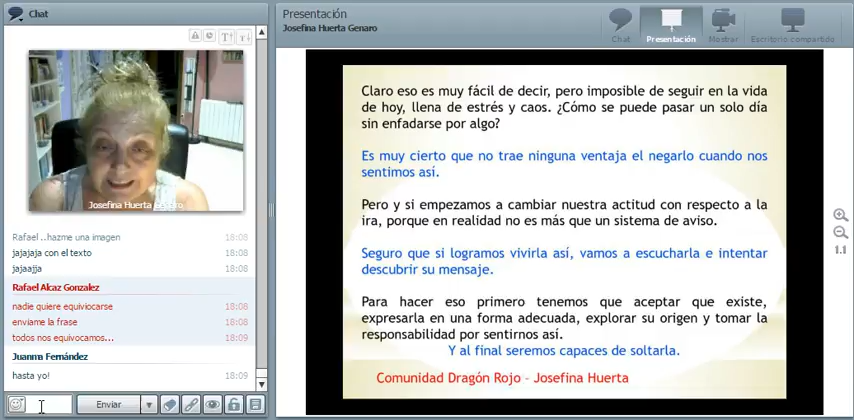 Chat
Josefina Huerta Genaro
Rafael ..hazme una imagen 18:08
jajajaja con el texto 18:08
jajaajja 18:08
Rafael Alcaz Gonzalez
nadie quiere equiviocarse 18:08
enviame la frase 18:08
todos nos equivocamos... 18:09
Juanma Fernández
hasta yo! 18:09
Enviar
Presentación
Josefina Huerta Genaro
Chat
Presentación
Mostrar
Escritorio compartido
Claro eso es muy fácil de decir, pero imposible de seguir en la vida
de hoy, llena de estrés y caos. ¿Cómo se puede pasar un solo día
sin enfadarse por algo?
Es muy cierto que no trae ninguna ventaja el negarlo cuando nos
sentimos así.
Pero y si empezamos a cambiar nuestra actitud con respecto a la
ira, porque en realidad no es más que un sistema de aviso.
Seguro que si logramos vivirla así, vamos a escucharla e intentar
descubrir su mensaje.
Para hacer eso primero tenemos que aceptar que existe,
expresarla en una forma adecuada, explorar su origen y tomar la
responsabilidad por sentirnos así.
Y al final seremos capaces de soltarla.
Comunidad Dragón Rojo – Josefina Huerta
1.1